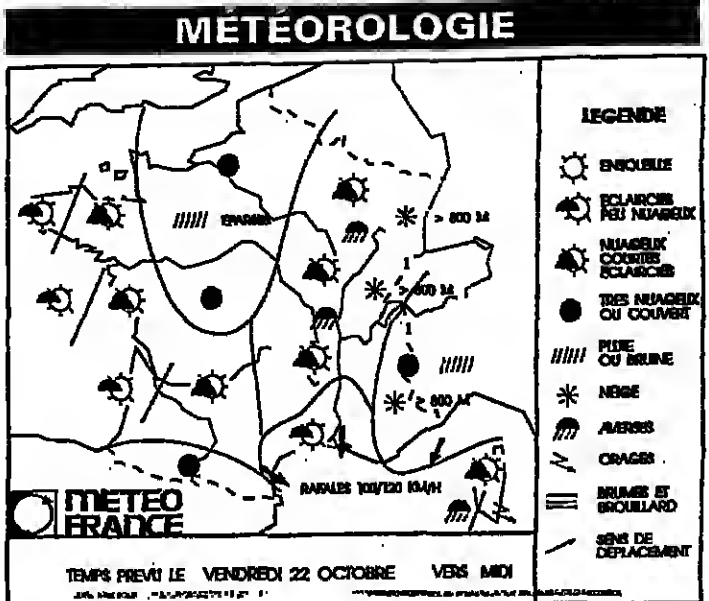 MÉTÉOROLOGIE
ÉPARSES
> 800 M
> 800 M
> 800 M
RAFALES 100/120 KM/H
METEO
FRANCE
TEMPS PREVU LE VENDREDI 22 OCTOBRE VERS MIDI
LEGENDE
ENSOLEILLE
ECLAIRCIES
PEU NUAGEUX
NUAGEUX
COURTES
ECLAIRCIES
TRES NUAGEUX
OU COUVERT
PLUIE
OU BRUINE
NEIGE
AVERSES
ORAGES
BRUMES ET
BROUILLARD
SENS DE
DEPLACEMENT